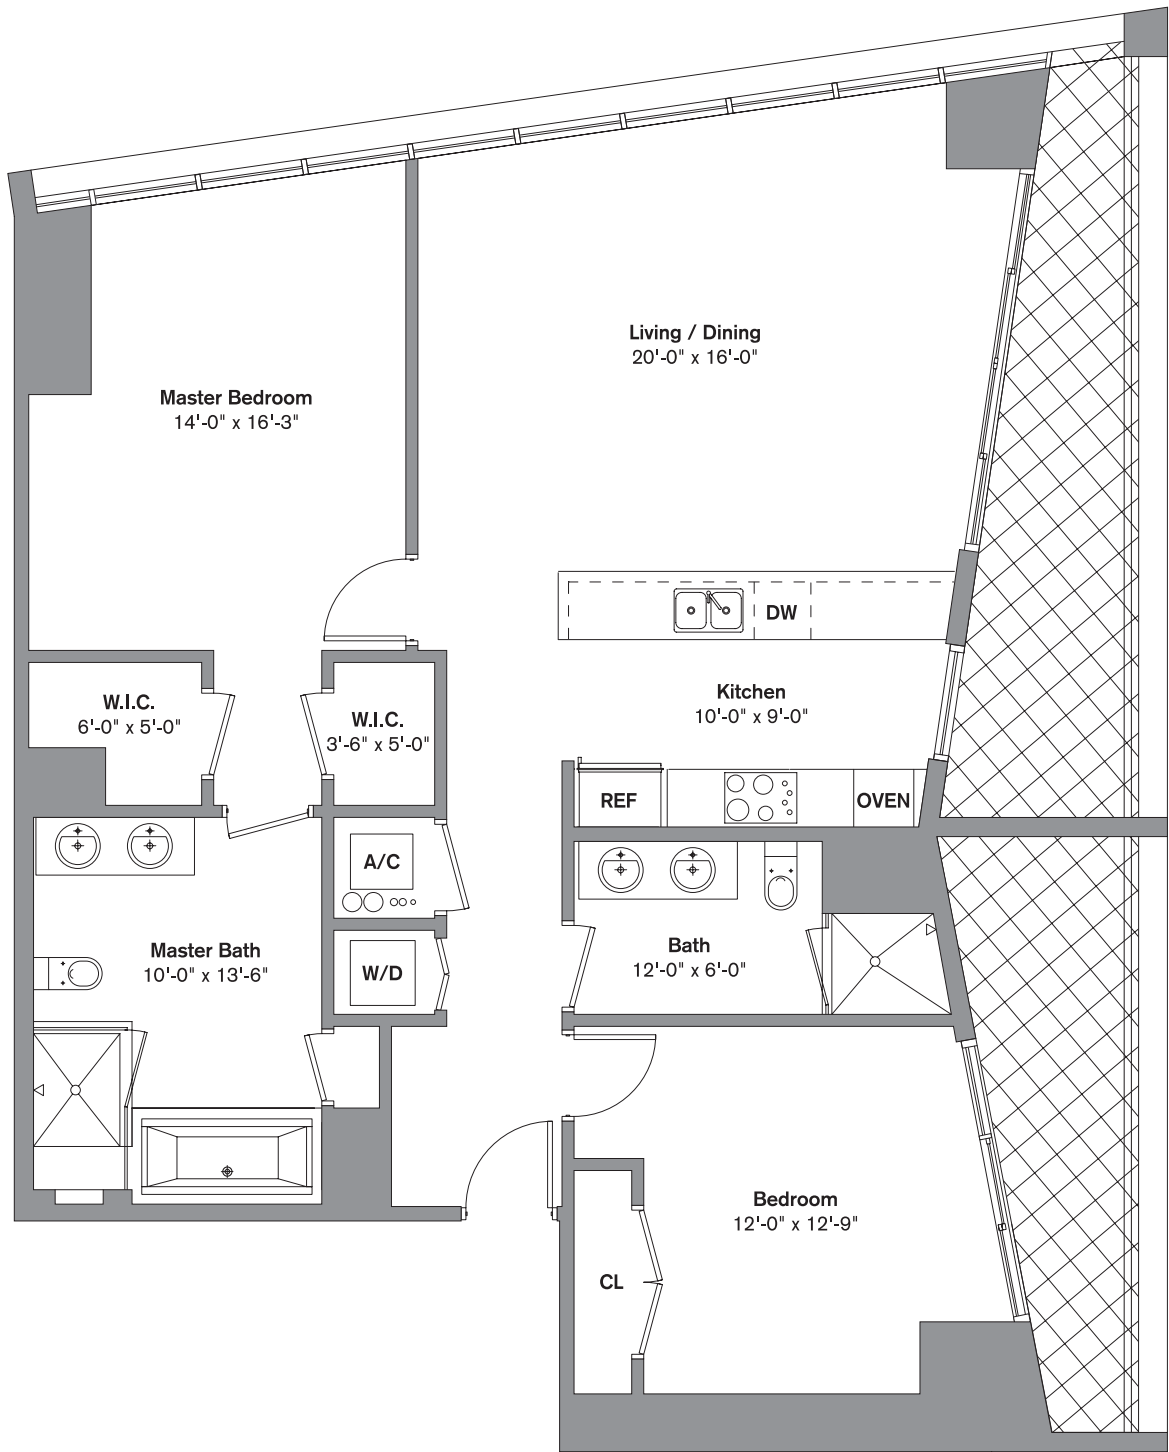 Living / Dining
20'-0" x 16'-0"
Master Bedroom
14'-0" x 16'-3"
DW
W.I.C.
6'-0" x 5'-0"
W.I.C.
3'-6" x 5'-0"
Kitchen
10'-0" x 9'-0"
REF
OVEN
A/C
Master Bath
10'-0" x 13'-6"
W/D
Bath
12'-0" x 6'-0"
Bedroom
12'-0" x 12'-9"
CL